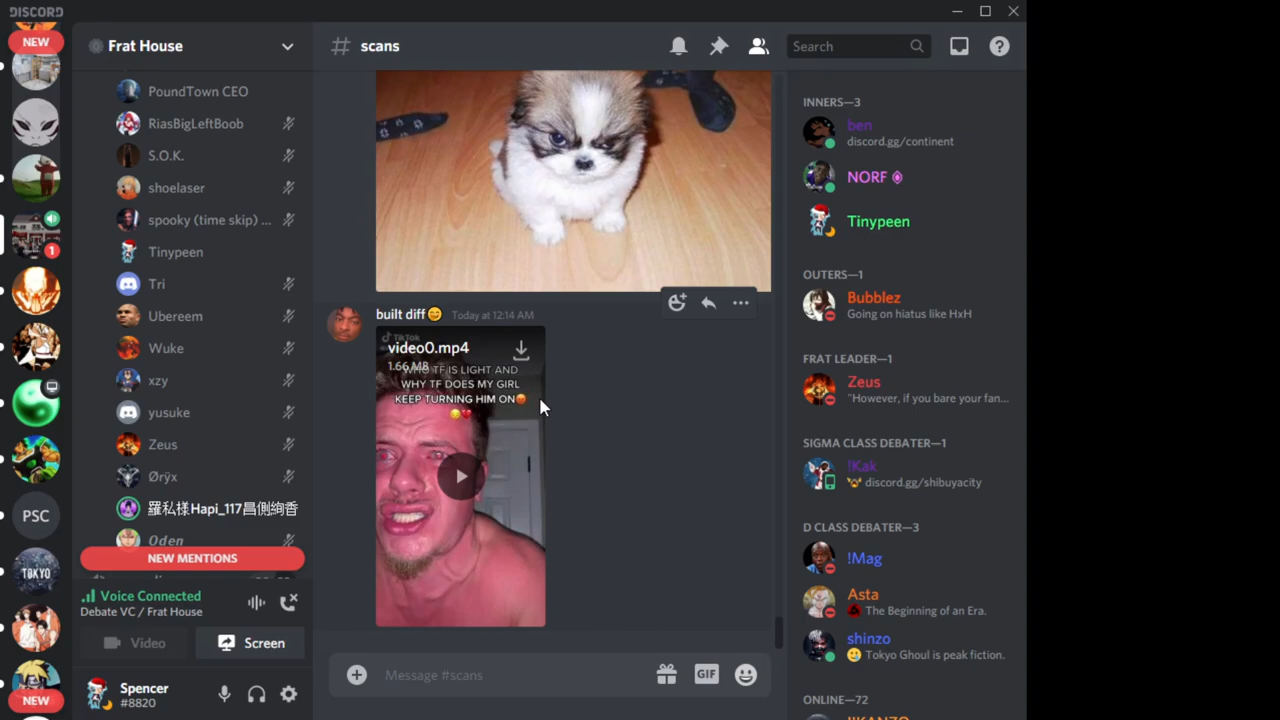 DISCORD
NEW
Frat House
scans
Search
PoundTown CEO
RiasBigLeftBoob
S.O.K.
shoelaser
spooky (time skip) ...
Tinypeen
Tri
Ubereem
Wuke
xzy
yusuke
Zeus
Ørÿx
羅私様Hapi_117昌側絢香
Oden
NEW MENTIONS
Voice Connected
Debate VC / Frat House
Video
Screen
Spencer
#8820
1
PSC
TOKYO
NEW
built diff
Today at 12:14 AM
TikTok
video0.mp4
1.66 MB
WHO TF IS LIGHT AND
WHY TF DOES MY GIRL
KEEP TURNING HIM ON
Message #scans
GIF
INNERS—3
ben
discord.gg/continent
NORF
Tinypeen
OUTERS—1
Bubblez
Going on hiatus like HxH
FRAT LEADER—1
Zeus
"However, if you bare your fan...
SIGMA CLASS DEBATER—1
!Kak
discord.gg/shibuyacity
D CLASS DEBATER—3
!Mag
Asta
The Beginning of an Era.
shinzo
Tokyo Ghoul is peak fiction.
ONLINE—72